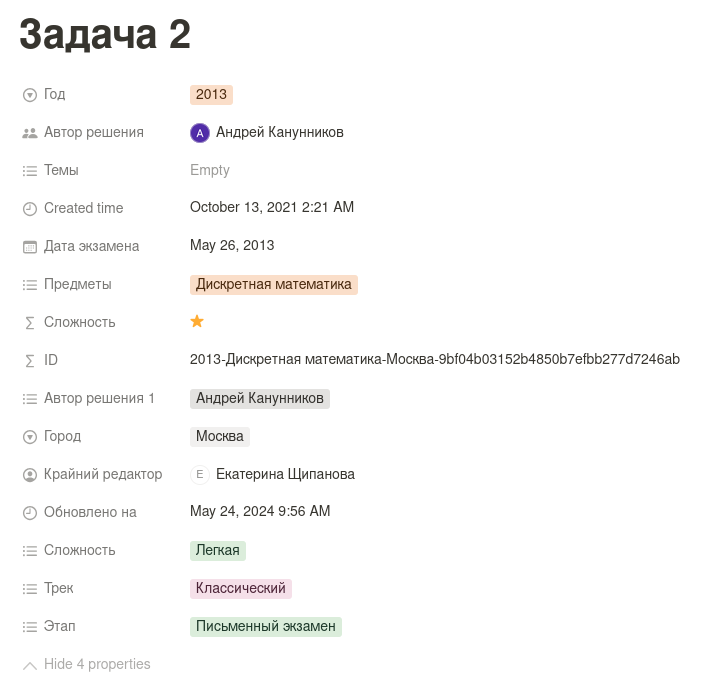 Задача 2
Год 2013
Автор решения A Андрей Канунников
Темы Empty
Created time October 13, 2021 2:21 AM
Дата экзамена May 26, 2013
Предметы Дискретная математика
Сложность
ID 2013-Дискретная математика-Москва-9bf04b03152b4850b7efbb277d7246ab
Автор решения 1 Андрей Канунников
Город Москва
Крайний редактор E Екатерина Щипанова
Обновлено на May 24, 2024 9:56 AM
Сложность Легкая
Трек Классический
Этап Письменный экзамен
Hide 4 properties